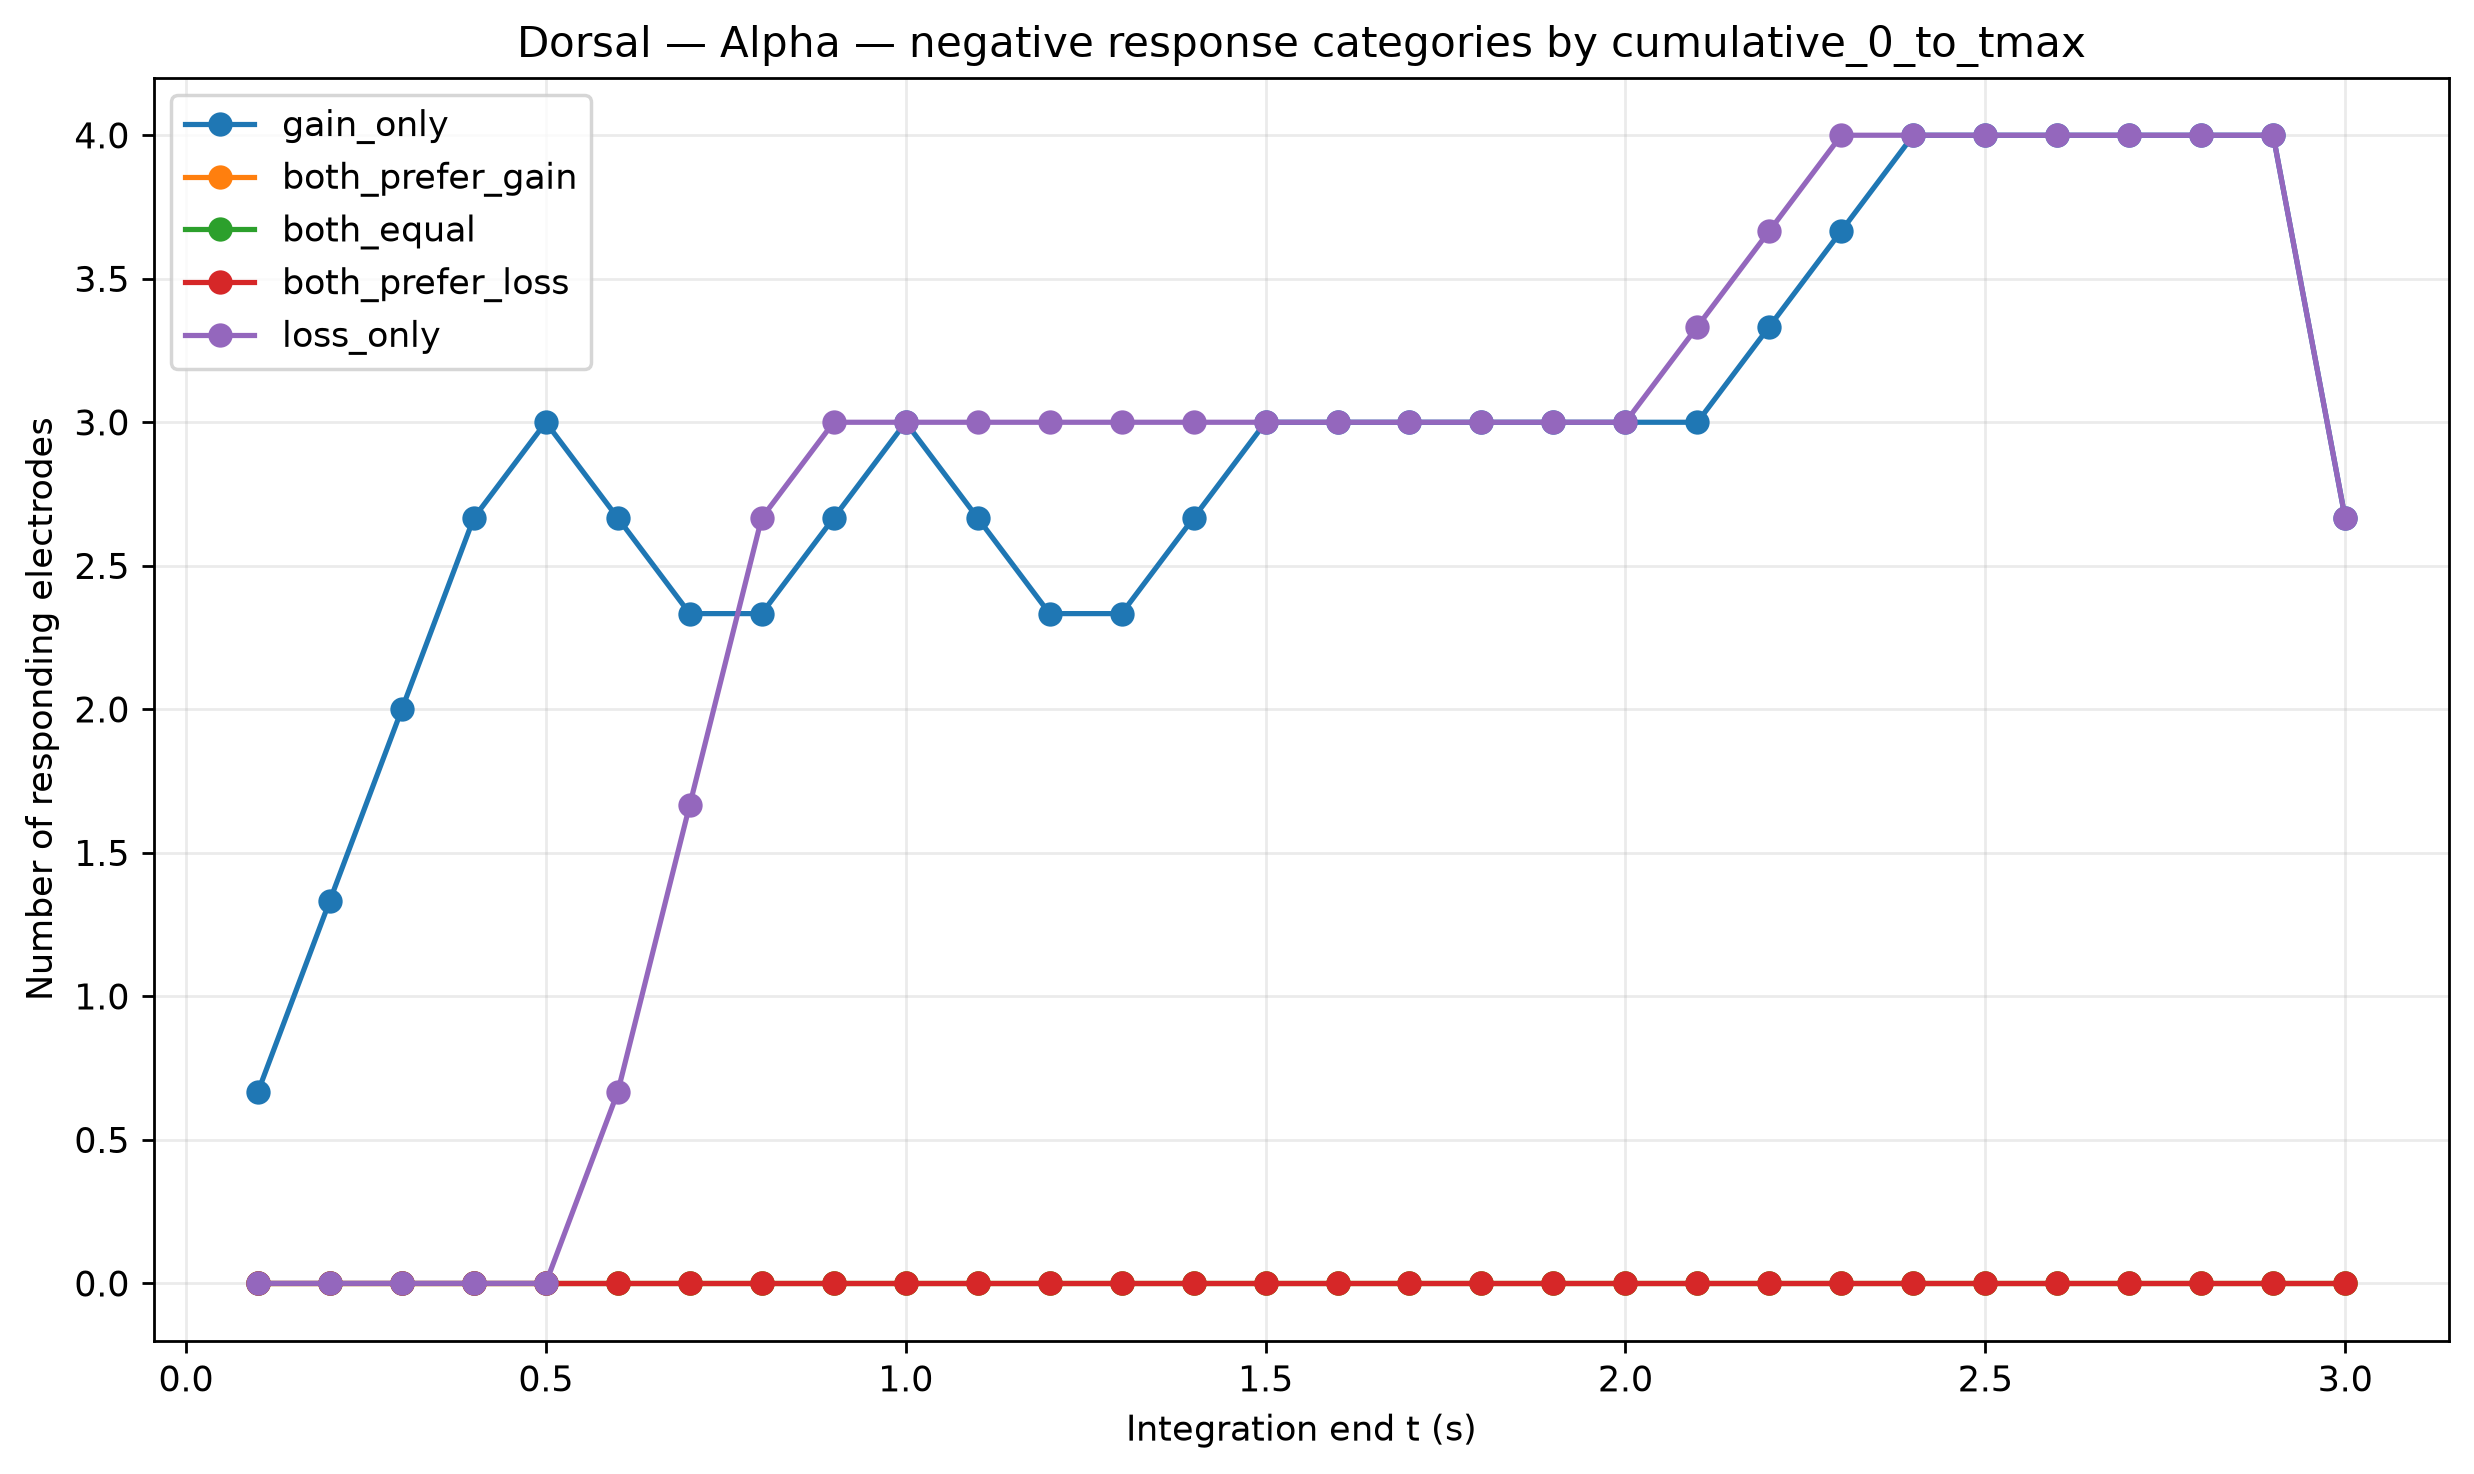 Dorsal — Alpha — negative response categories by cumulative_0_to_tmax
gain_only
both_prefer_gain
both_equal
both_prefer_loss
loss_only
Number of responding electrodes
4.0
3.5
3.0
2.5
2.0
1.5
1.0
0.5
0.0
0.0 0.5 1.0 1.5 2.0 2.5 3.0
Integration end t (s)